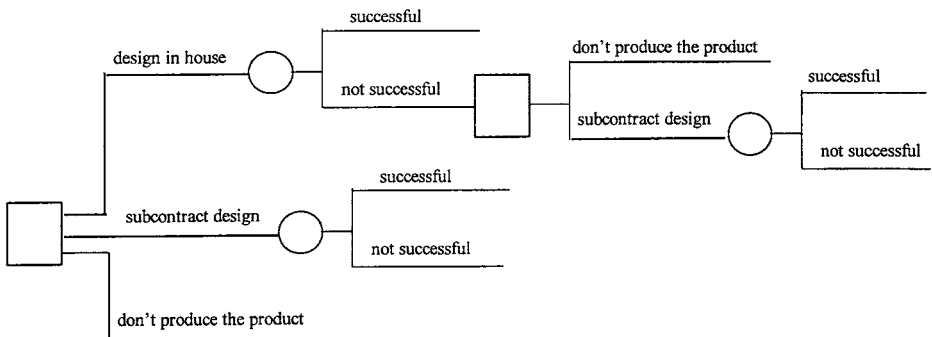 successful
design in house
don't produce the product
successful
not successful
subcontract design
not successful
successful
subcontract design
not successful
don't produce the product